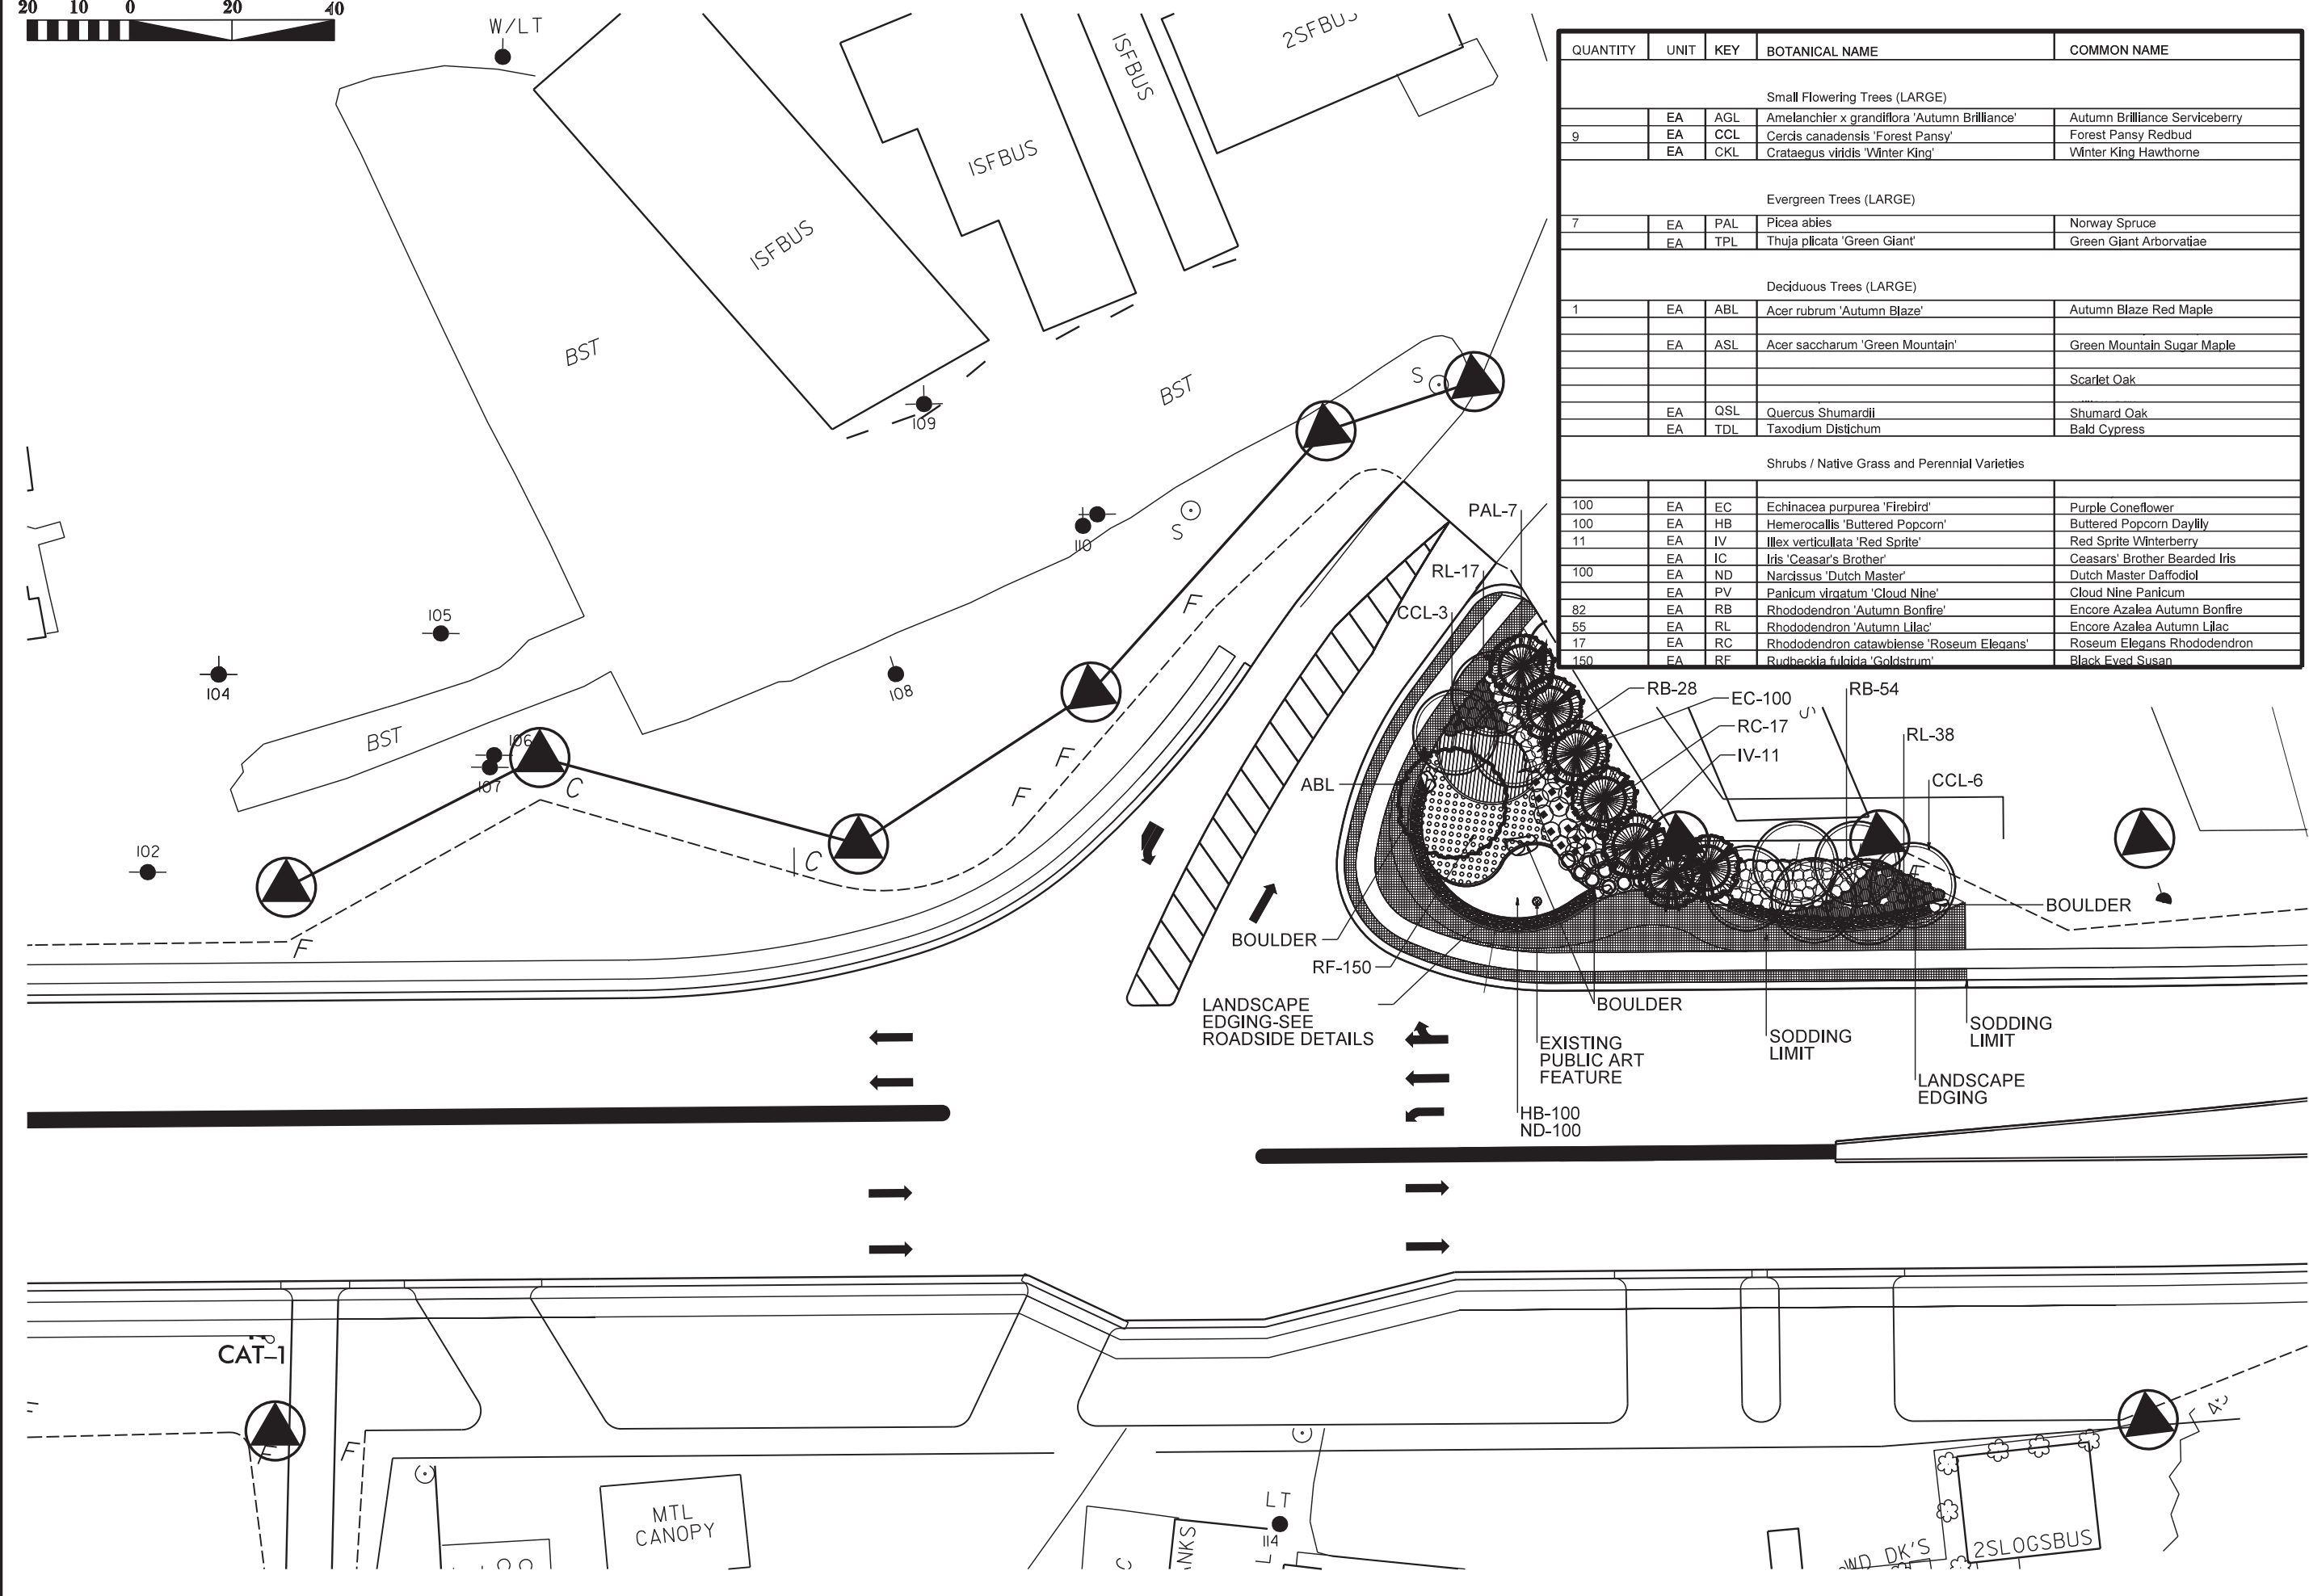 20 10 0 20 40
W/LT
ISFBUS
ISFBUS
ISFBUS
2SFBUS
BST
BST
BST
109
110
S
S
105
104
108
106
107
102
C
C
F
F
F
F
QUANTITY UNIT KEY BOTANICAL NAME COMMON NAME
Small Flowering Trees (LARGE)
EA AGL Amelanchier x grandiflora 'Autumn Brilliance' Autumn Brilliance Serviceberry
9 EA CCL Cercis canadensis 'Forest Pansy' Forest Pansy Redbud
EA CKL Crataegus viridis 'Winter King' Winter King Hawthorne
Evergreen Trees (LARGE)
7 EA PAL Picea abies Norway Spruce
EA TPL Thuja plicata 'Green Giant' Green Giant Arborvatiae
Deciduous Trees (LARGE)
1 EA ABL Acer rubrum 'Autumn Blaze' Autumn Blaze Red Maple
EA ASL Acer saccharum 'Green Mountain' Green Mountain Sugar Maple
Scarlet Oak
EA QSL Quercus Shumardii Shumard Oak
EA TDL Taxodium Distichum Bald Cypress
Shrubs / Native Grass and Perennial Varieties
100 EA EC Echinacea purpurea 'Firebird' Purple Coneflower
100 EA HB Hemerocallis 'Buttered Popcorn' Buttered Popcorn Daylily
11 EA IV Illex verticullata 'Red Sprite' Red Sprite Winterberry
EA IC Iris 'Ceasar's Brother' Ceasars' Brother Bearded Iris
100 EA ND Narcissus 'Dutch Master' Dutch Master Daffodiol
EA PV Panicum virgatum 'Cloud Nine' Cloud Nine Panicum
82 EA RB Rhododendron 'Autumn Bonfire' Encore Azalea Autumn Bonfire
55 EA RL Rhododendron 'Autumn Lilac' Encore Azalea Autumn Lilac
17 EA RC Rhododendron catawbiense 'Roseum Elegans' Roseum Elegans Rhododendron
150 EA RF Rudbeckia fulgida 'Goldstrum' Black Eyed Susan
PAL-7
RL-17
CCL-3
RB-28
EC-100
RC-17
IV-11
RB-54
RL-38
CCL-6
S
ABL
BOULDER
RF-150
LANDSCAPE
EDGING-SEE
ROADSIDE DETAILS
BOULDER
BOULDER
EXISTING
PUBLIC ART
FEATURE
HB-100
ND-100
SODDING
LIMIT
SODDING
LIMIT
LANDSCAPE
EDGING
CAT-1
F
F
MTL
CANOPY
LT
114
2SLOGSBUS
WD DK'S